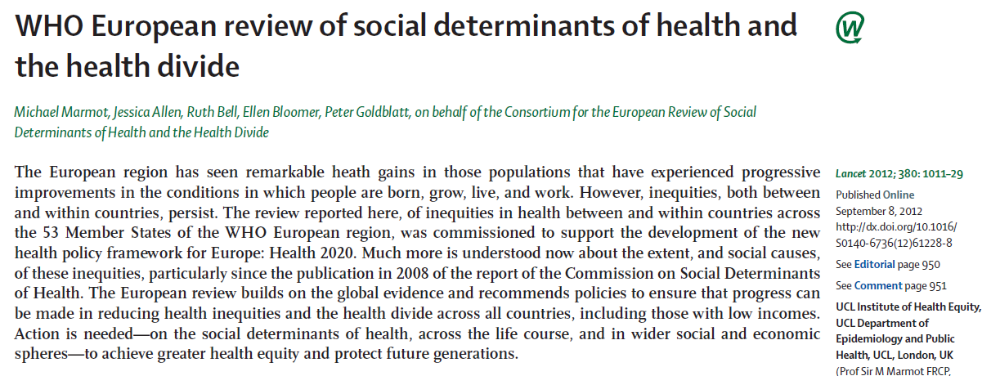 WHO European review of social determinants of health and
the health divide
Michael Marmot, Jessica Allen, Ruth Bell, Ellen Bloomer, Peter Goldblatt, on behalf of the Consortium for the European Review of Social
Determinants of Health and the Health Divide
The European region has seen remarkable heath gains in those populations that have experienced progressive
improvements in the conditions in which people are born, grow, live, and work. However, inequities, both between
and within countries, persist. The review reported here, of inequities in health between and within countries across
the 53 Member States of the WHO European region, was commissioned to support the development of the new
health policy framework for Europe: Health 2020. Much more is understood now about the extent, and social causes,
of these inequities, particularly since the publication in 2008 of the report of the Commission on Social Determinants
of Health. The European review builds on the global evidence and recommends policies to ensure that progress can
be made in reducing health inequities and the health divide across all countries, including those with low incomes.
Action is needed—on the social determinants of health, across the life course, and in wider social and economic
spheres—to achieve greater health equity and protect future generations.
W
Lancet 2012; 380: 1011–29
Published Online
September 8, 2012
http://dx.doi.org/10.1016/
S0140-6736(12)61228-8
See Editorial page 950
See Comment page 951
UCL Institute of Health Equity,
UCL Department of
Epidemiology and Public
Health, UCL, London, UK
(Prof Sir M Marmot FRCP,